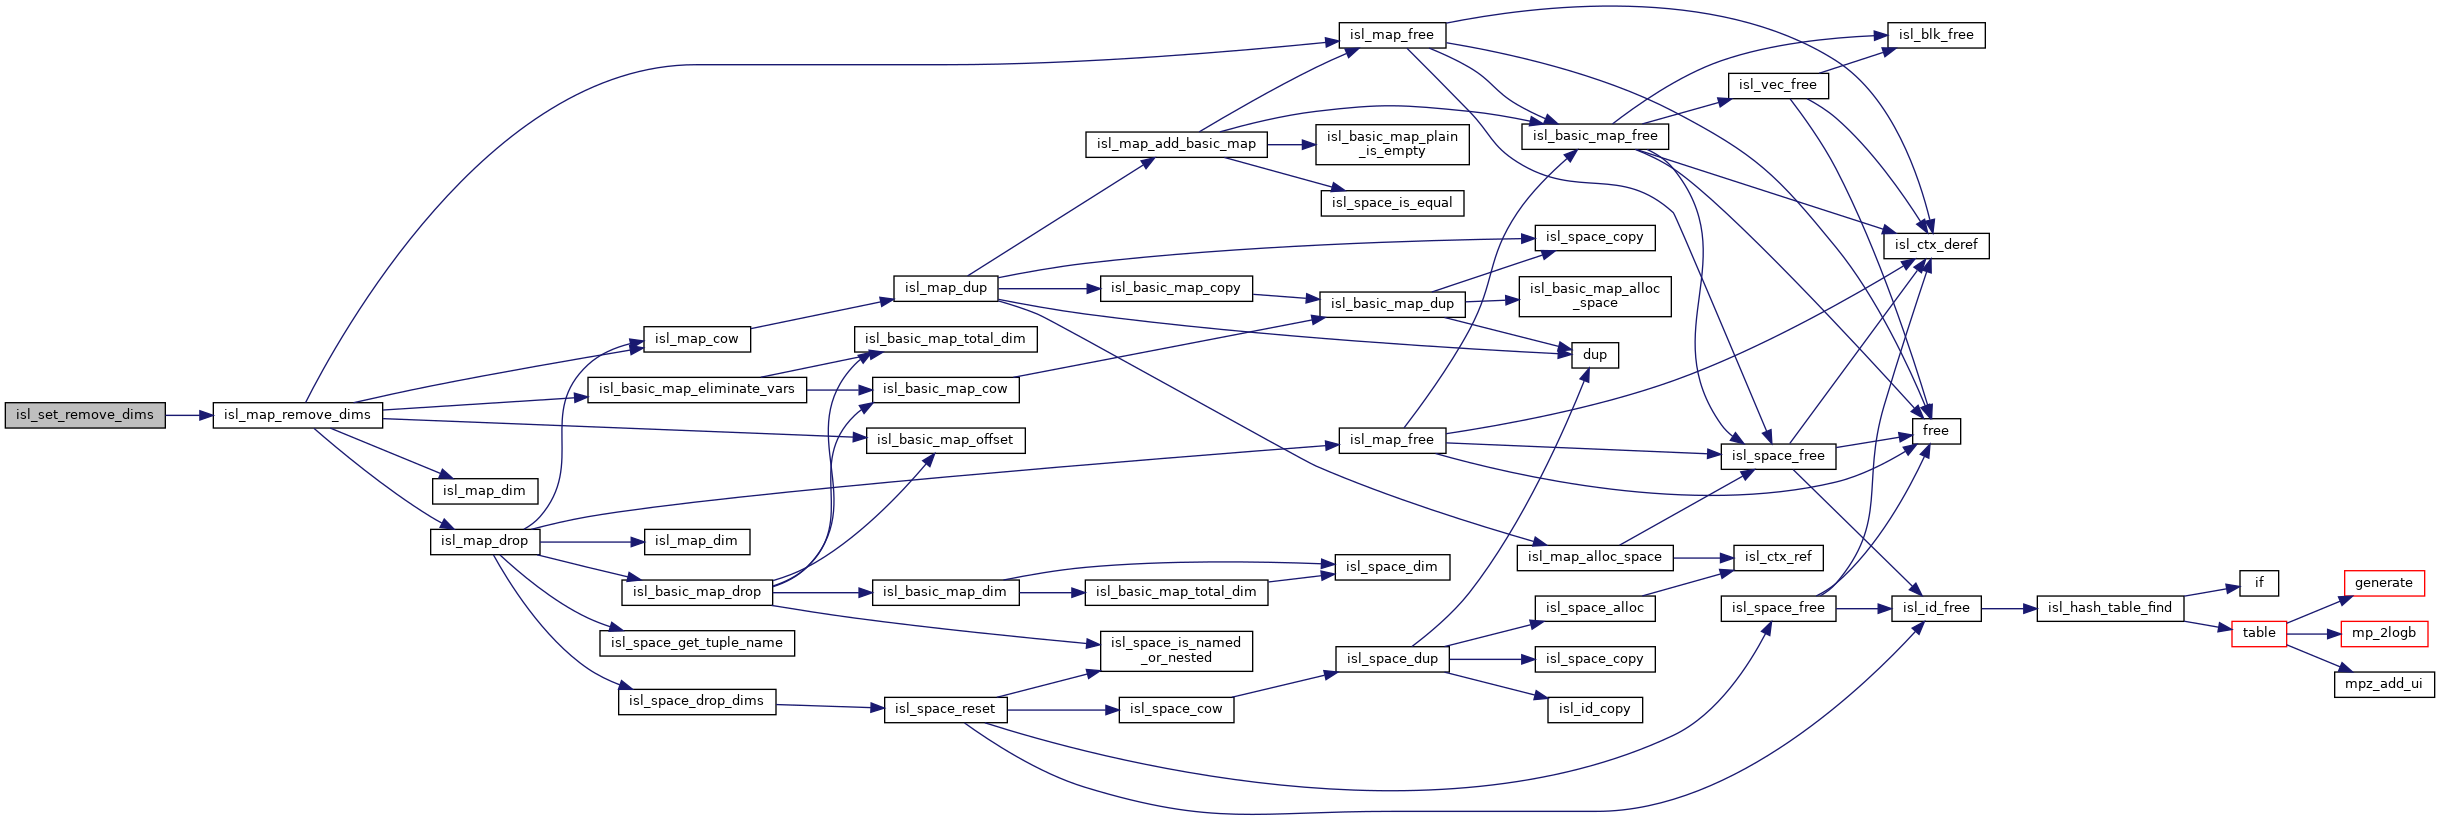 isl_set_remove_dims
isl_map_remove_dims
isl_map_cow
isl_basic_map_eliminate_vars
isl_map_dim
isl_map_drop
isl_map_dim
isl_basic_map_drop
isl_space_get_tuple_name
isl_space_drop_dims
isl_map_dup
isl_basic_map_total_dim
isl_basic_map_cow
isl_basic_map_offset
isl_basic_map_dim
isl_space_reset
isl_map_add_basic_map
isl_basic_map_copy
isl_basic_map_total_dim
isl_space_is_named
_or_nested
isl_space_cow
isl_map_free
isl_basic_map_plain
_is_empty
isl_space_is_equal
isl_basic_map_dup
isl_map_free
isl_space_dim
isl_space_dup
isl_basic_map_free
isl_space_copy
isl_basic_map_alloc
_space
dup
isl_map_alloc_space
isl_space_alloc
isl_space_copy
isl_id_copy
isl_vec_free
isl_space_free
isl_ctx_ref
isl_space_free
isl_blk_free
isl_ctx_deref
free
isl_id_free
isl_hash_table_find
if
table
generate
mp_2logb
mpz_add_ui